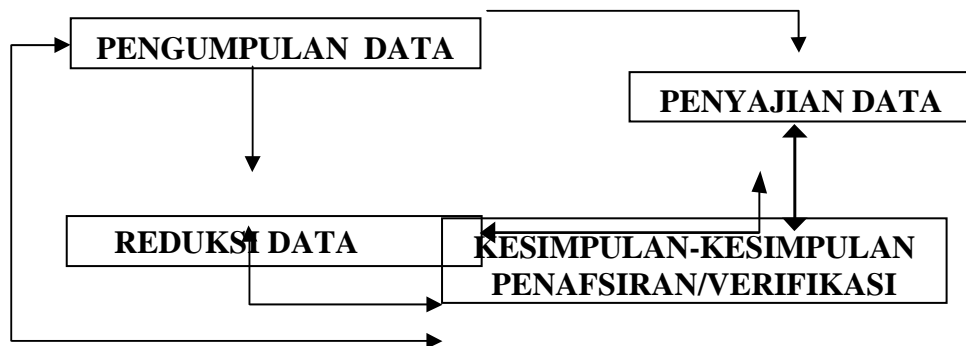 PENGUMPULAN DATA
PENYAJIAN DATA
REDUKSI DATA
KESIMPULAN-KESIMPULAN
PENAFSIRAN/VERIFIKASI